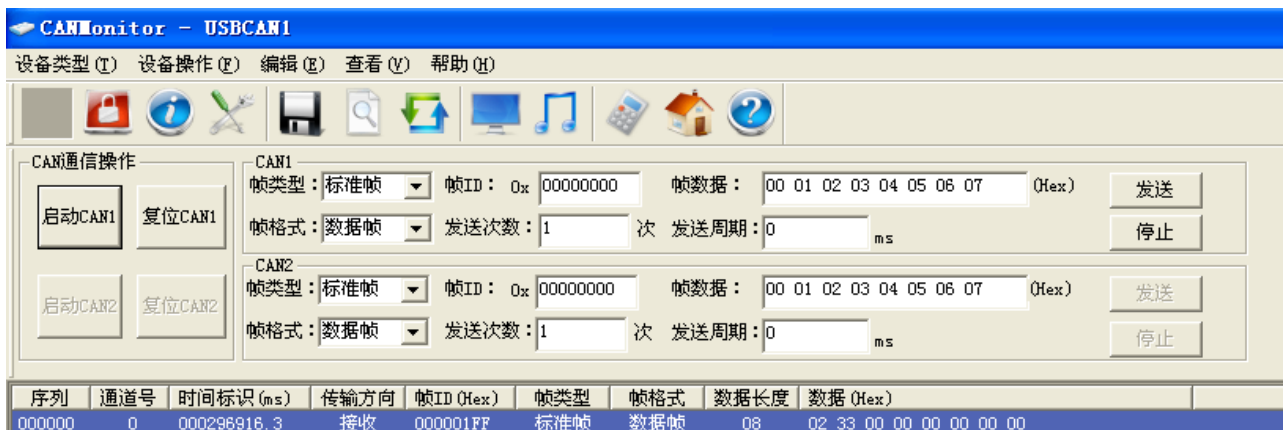 CANMonitor - USBCAN1
设备类型(T) 设备操作(F) 编辑(E) 查看(V) 帮助(H)
CAN通信操作
启动CAN1 复位CAN1
启动CAN2 复位CAN2
CAN1
帧类型：标准帧 帧ID： 0x 00000000 帧数据： 00 01 02 03 04 05 06 07 (Hex) 发送
帧格式：数据帧 发送次数：1 次 发送周期：0 ms 停止
CAN2
帧类型：标准帧 帧ID： 0x 00000000 帧数据： 00 01 02 03 04 05 06 07 (Hex) 发送
帧格式：数据帧 发送次数：1 次 发送周期：0 ms 停止
序列 通道号 时间标识(ms) 传输方向 帧ID(Hex) 帧类型 帧格式 数据长度 数据(Hex)
000000 0 000296916.3 接收 000001FF 标准帧 数据帧 08 02 33 00 00 00 00 00 00